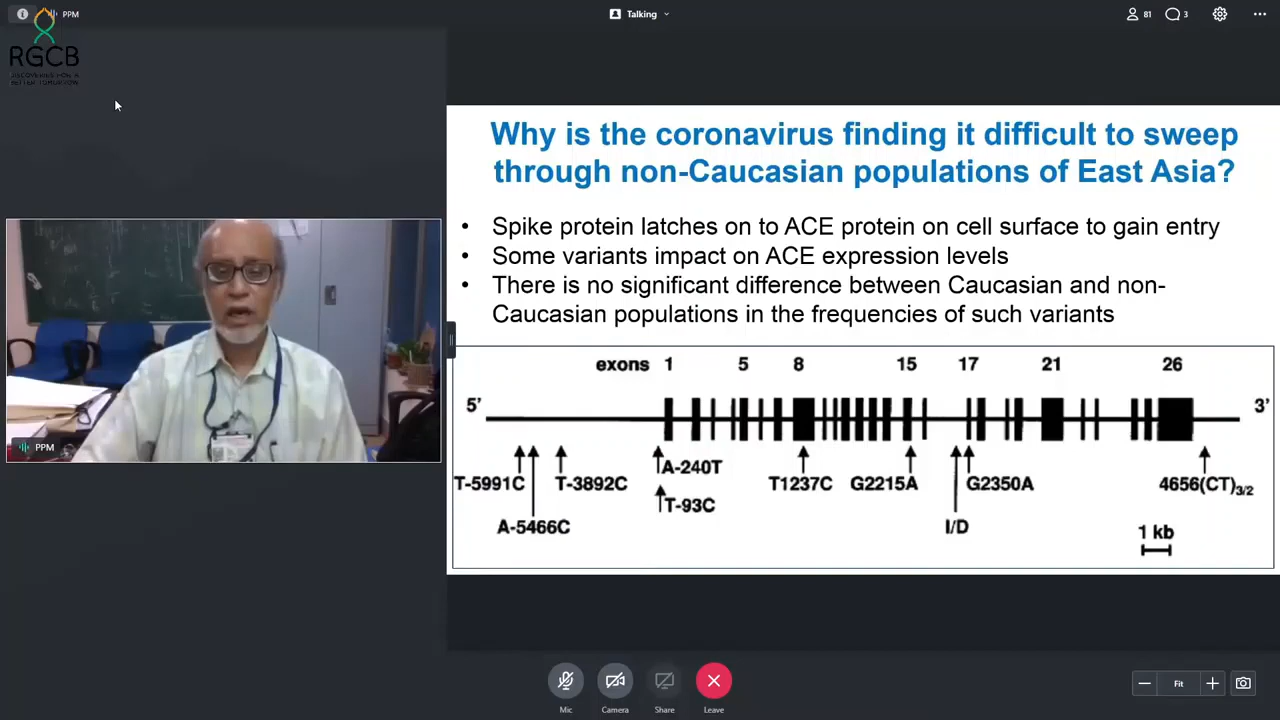 PPM
Talking
81
3
RGCB
DISCOVERIES FOR A
BETTER TOMORROW
Why is the coronavirus finding it difficult to sweep
through non-Caucasian populations of East Asia?
• Spike protein latches on to ACE protein on cell surface to gain entry
• Some variants impact on ACE expression levels
• There is no significant difference between Caucasian and non-
Caucasian populations in the frequencies of such variants
exons 1 5 8 15 17 21 26
5' 3'
A-240T
T-5991C T-3892C T1237C G2215A G2350A 4656(CT)3/2
T-93C
A-5466C I/D
1 kb
PPM
Fit
Mic Camera Share Leave